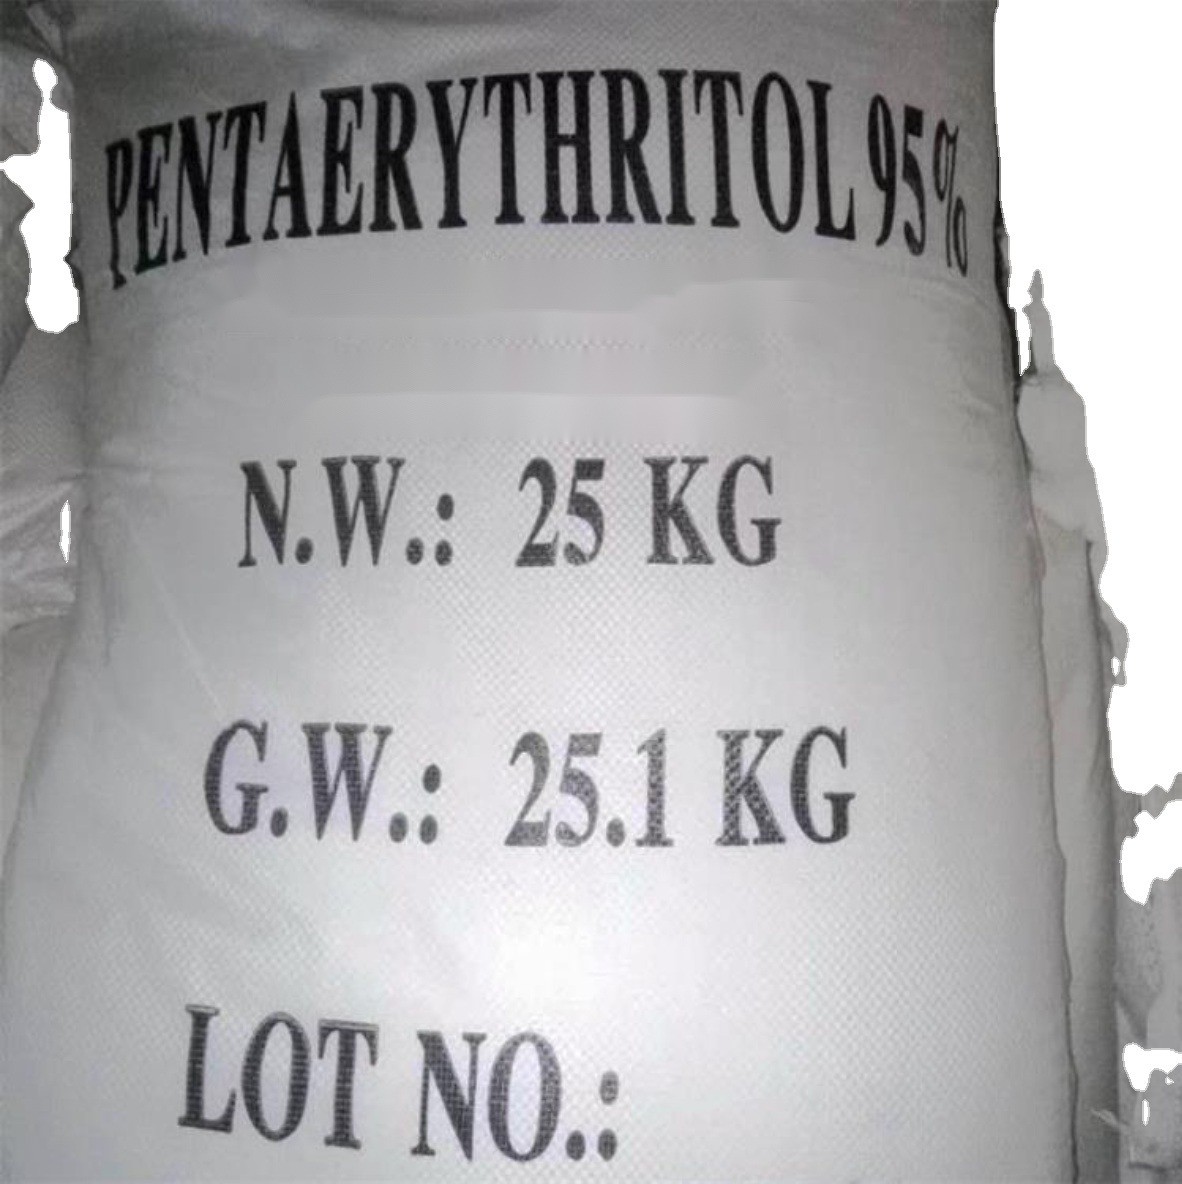 PENTAERYTHRITOL 95%
N.W.: 25 KG
G.W.: 25.1 KG
LOT NO.: